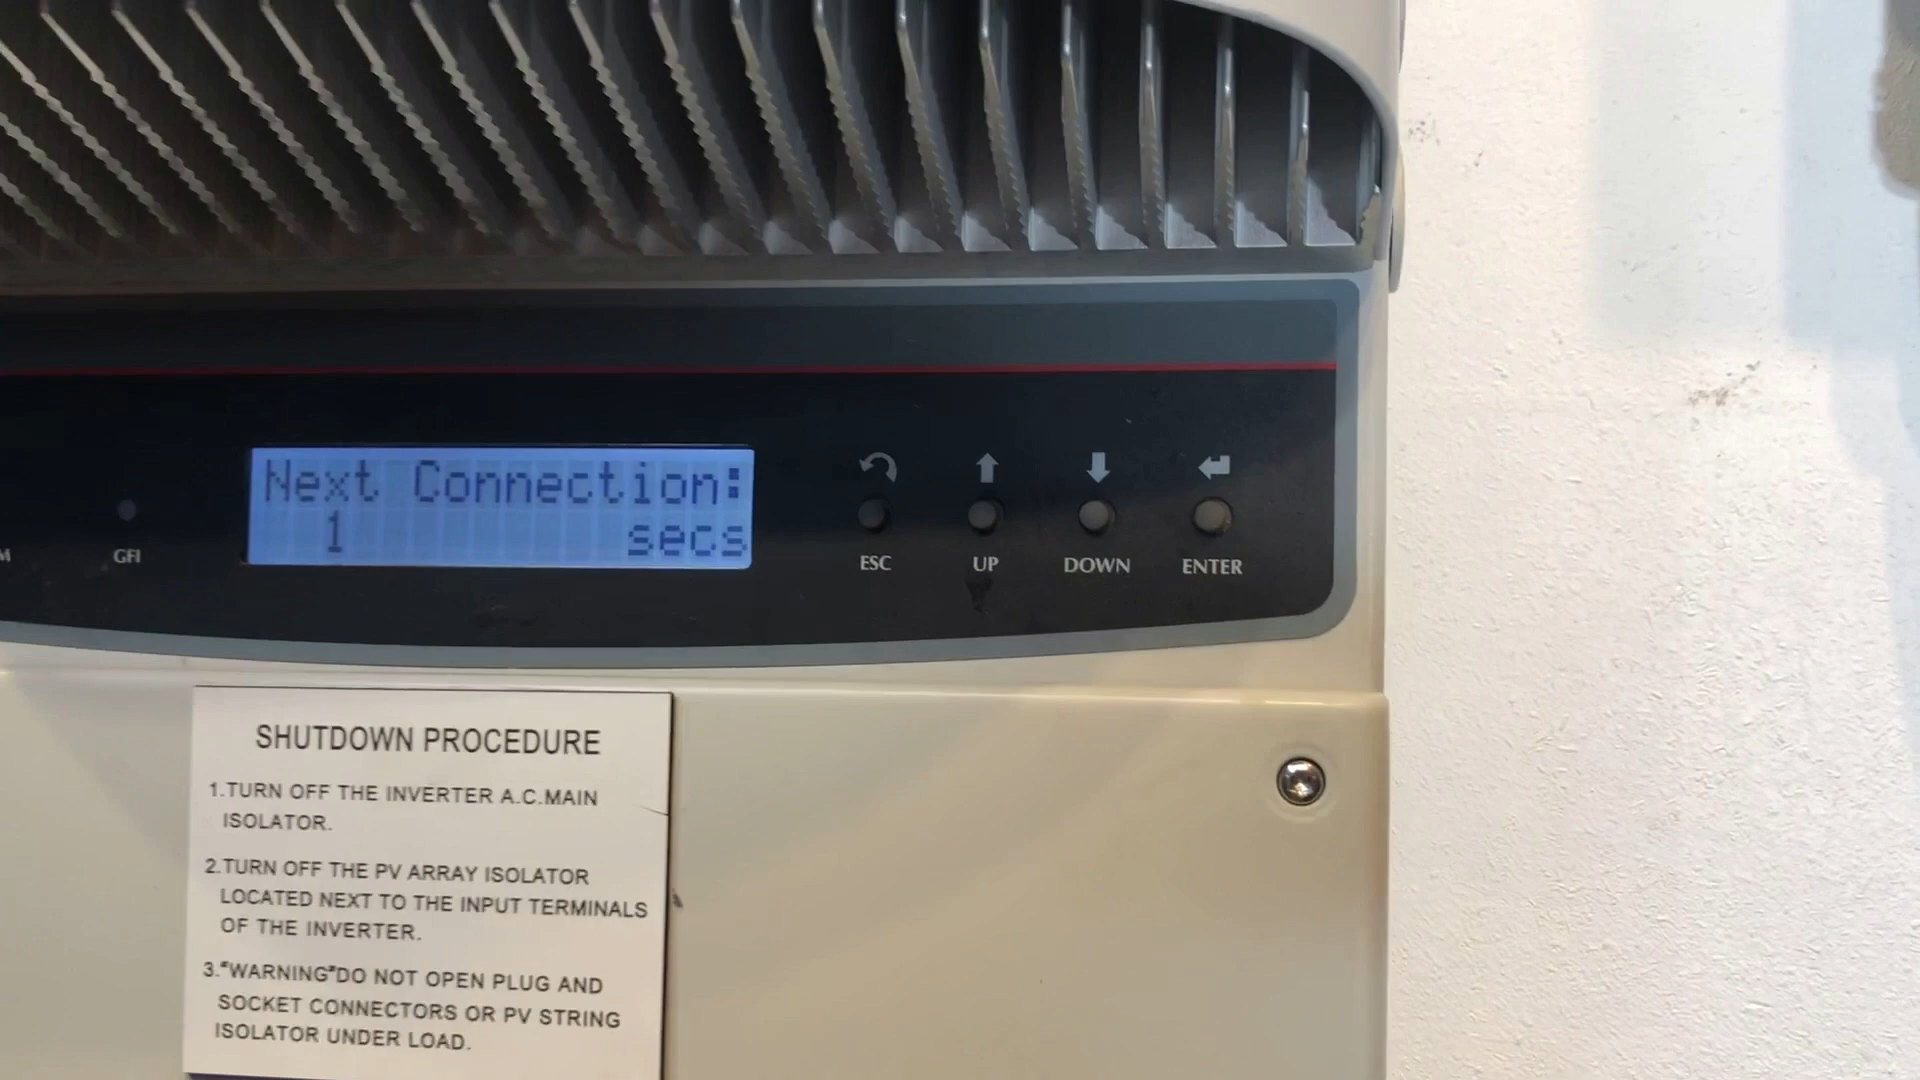 Next Connection:
1 secs
M
GFI
ESC
UP
DOWN
ENTER
SHUTDOWN PROCEDURE
1.TURN OFF THE INVERTER A.C.MAIN
ISOLATOR.
2.TURN OFF THE PV ARRAY ISOLATOR
LOCATED NEXT TO THE INPUT TERMINALS
OF THE INVERTER.
3."WARNING"DO NOT OPEN PLUG AND
SOCKET CONNECTORS OR PV STRING
ISOLATOR UNDER LOAD.